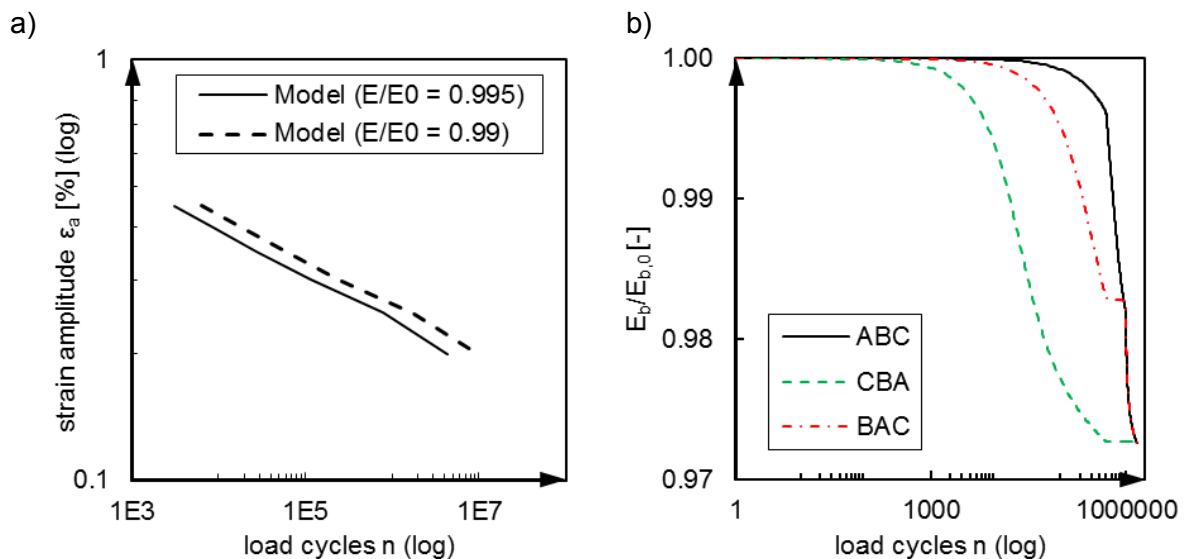 a)
1
Model (E/E0 = 0.995)
Model (E/E0 = 0.99)
strain amplitude εa [%] (log)
0.1
1E3 1E5 1E7
load cycles n (log)
b)
1.00
0.99
0.98
0.97
Eb/Eb,0 [-]
ABC
CBA
BAC
1 1000 1000000
load cycles n (log)